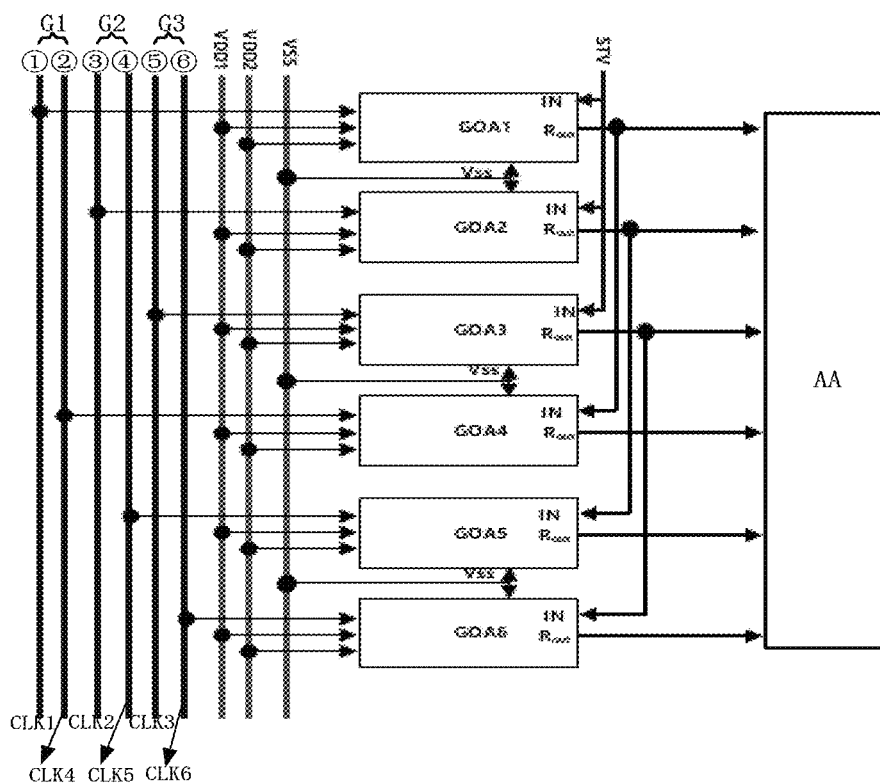 G1 G2 G3
① ② ③ ④ ⑤ ⑥ VDD1 VDD2 VSS STV
GOA1 IN
Rout
Vss
GOA2 IN
Rout
GOA3 IN
Rout
Vss
GOA4 IN
Rout
GOA5 IN
Rout
Vss
GOA6 IN
Rout
AA
CLK1 CLK2 CLK3
CLK4 CLK5 CLK6